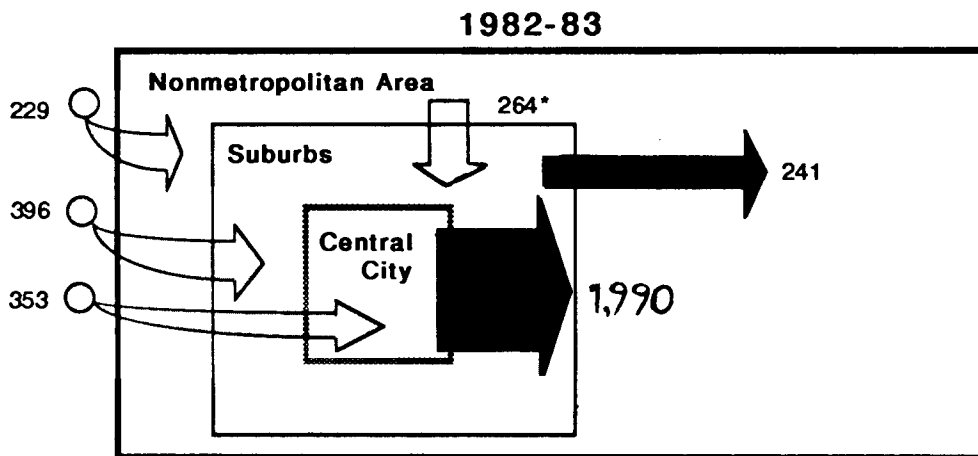 1982-83
Nonmetropolitan Area
229
264*
Suburbs
241
396
Central
City
1,990
353